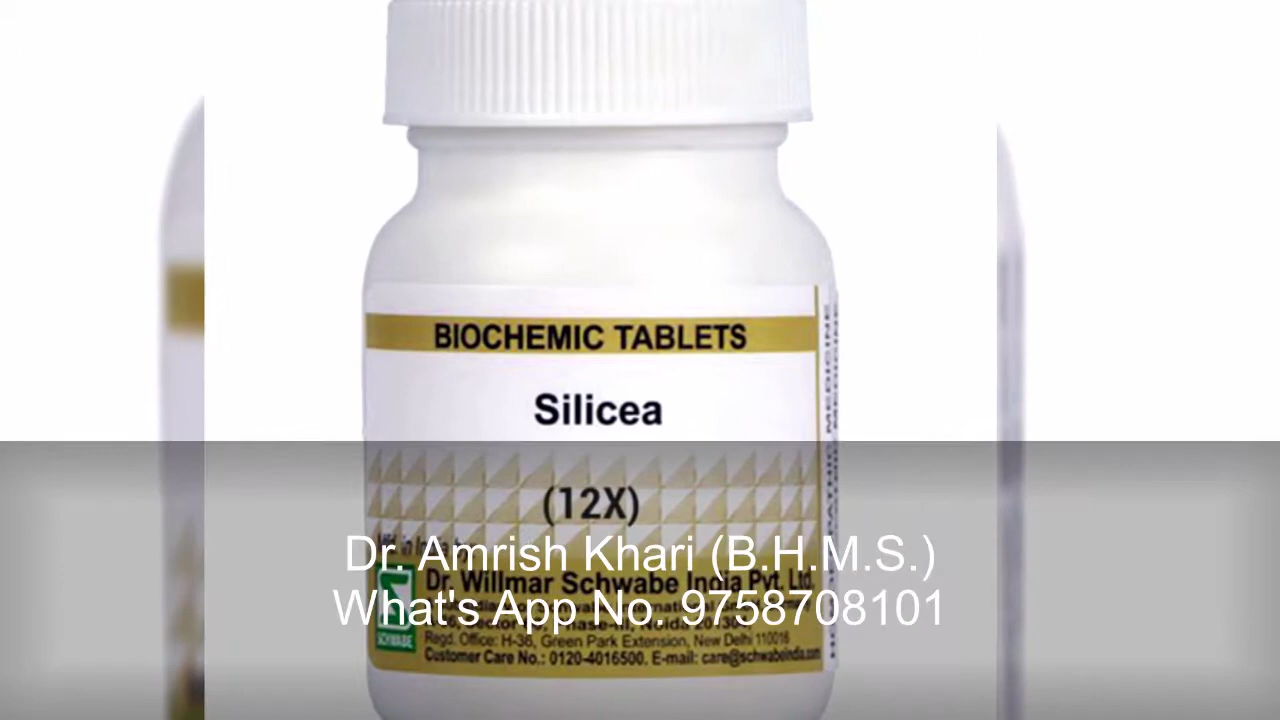 BIOCHEMIC TABLETS
Silicea
(12X)
Dr. Amrish Khari (B.H.M.S.)
Dr. Willmar Schwabe India Pvt. Ltd.
What's App No. 9758708101
SCHWABE
Regd. Office: H-36, Green Park Extension, New Delhi 110016
Customer Care No.: 0120-4016500. E-mail: care@schwabeindia.com